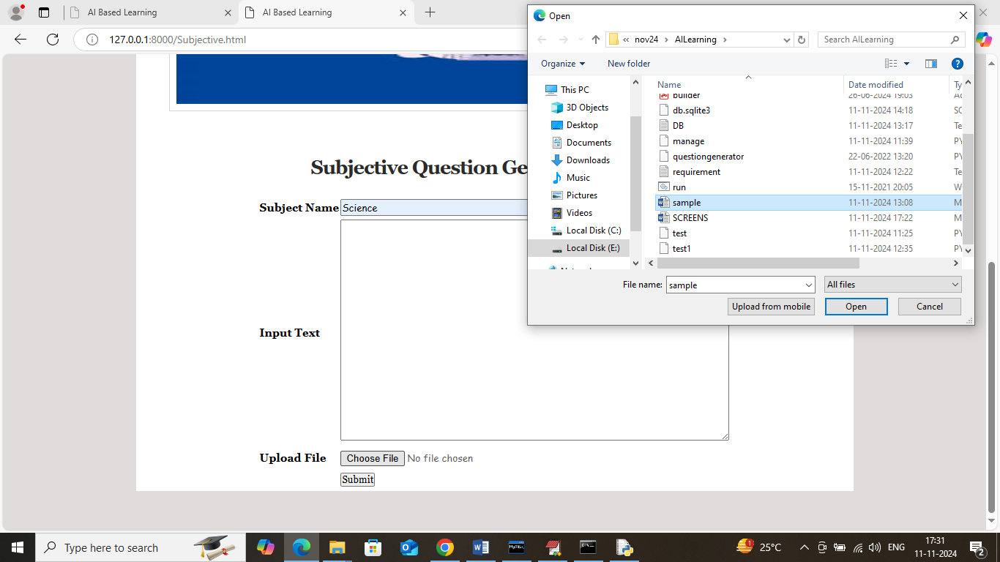 AI Based Learning
AI Based Learning
127.0.0.1:8000/Subjective.html
Subjective Question Ge
Subject Name
Science
Input Text
Upload File
Choose File No file chosen
Submit
Open
« nov24 › AILearning ›
Search AILearning
Organize
New folder
This PC
3D Objects
Desktop
Documents
Downloads
Music
Pictures
Videos
Local Disk (C:)
Local Disk (E:)
Name Date modified Ty
builder 26-06-2024 19:03
db.sqlite3 11-11-2024 14:18 SC
DB 11-11-2024 13:17 Te
manage 11-11-2024 11:39 PY
questiongenerator 22-06-2022 13:20 PY
requirement 11-11-2024 12:22 Te
run 15-11-2021 20:05 W
sample 11-11-2024 13:08 M
SCREENS 11-11-2024 17:22 M
test 11-11-2024 11:25 PY
test1 11-11-2024 12:35 PY
File name: sample
All files
Upload from mobile
Open
Cancel
Type here to search
1
25°C
ENG
17:31
11-11-2024
2